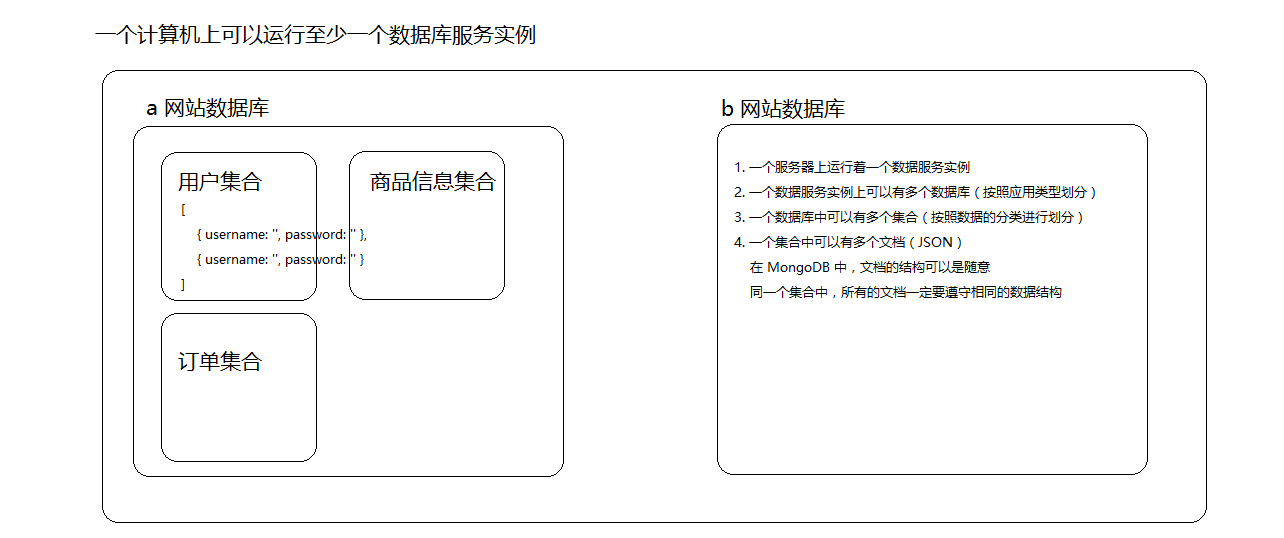 一个计算机上可以运行至少一个数据库服务实例
a 网站数据库
用户集合
[
{ username: '', password: '' },
{ username: '', password: '' }
]
商品信息集合
订单集合
b 网站数据库
1. 一个服务器上运行着一个数据服务实例
2. 一个数据服务实例上可以有多个数据库（按照应用类型划分）
3. 一个数据库中可以有多个集合（按照数据的分类进行划分）
4. 一个集合中可以有多个文档（JSON）
在 MongoDB 中，文档的结构可以是随意
同一个集合中，所有的文档一定要遵守相同的数据结构